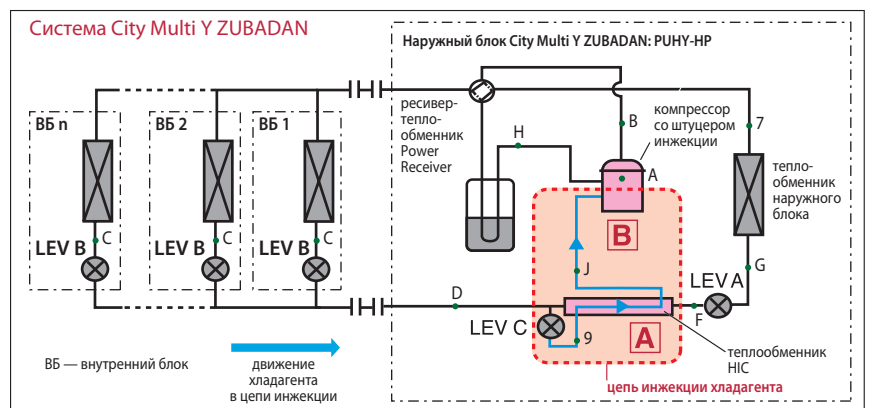 Система City Multi Y ZUBADAN
Наружный блок City Multi Y ZUBADAN: PUHY-HP
ресивер-
тепло-
обменник
Power
Receiver
H
B
компрессор
со штуцером
инжекции
7
A
тепло-
обменник
наружного
блока
ВБ n
ВБ 2
ВБ 1
LEV B
C
LEV B
C
LEV B
C
B
J
G
LEV A
D
F
LEV C
9
A
теплообменник
HIC
цепь инжекции хладагента
ВБ — внутренний блок
движение
хладагента
в цепи инжекции